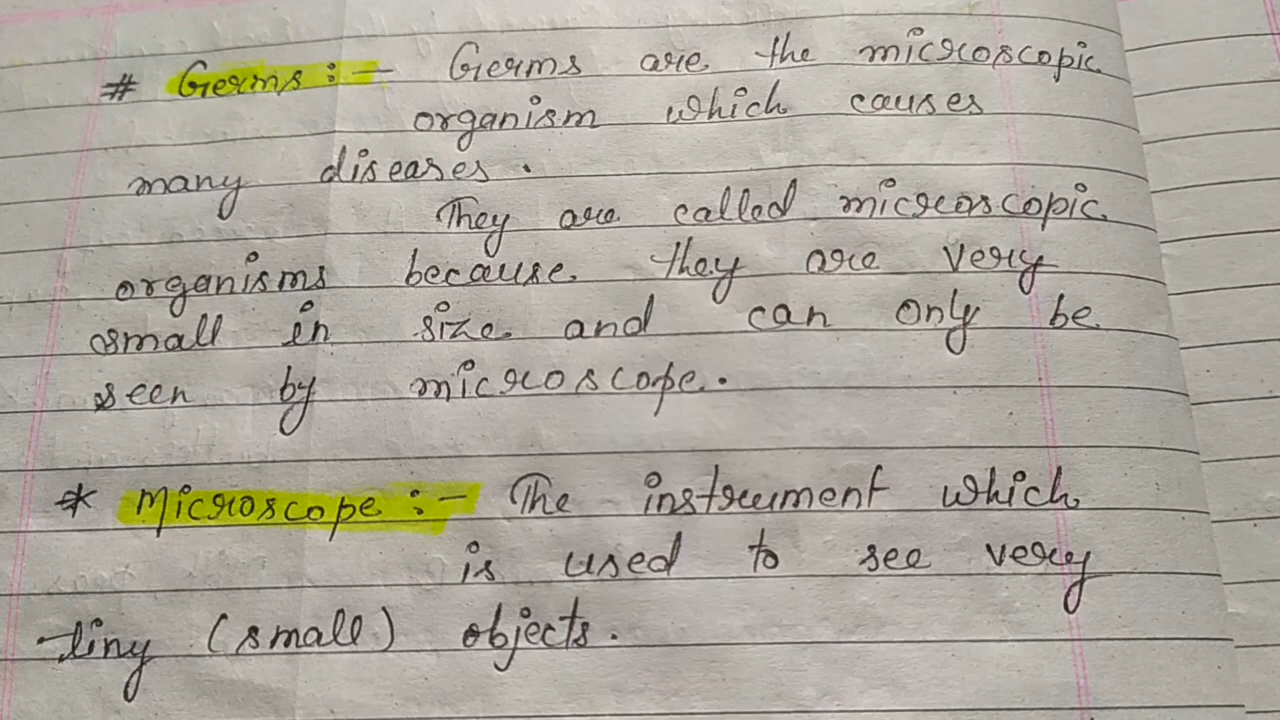 # Germs :- Germs are the microscopic
organism which causes
many diseases.
They are called microscopic
organisms because they are very
small in size and can only be
seen by microscope.
* Microscope :- The instrument which
is used to see very
tiny (small) objects.